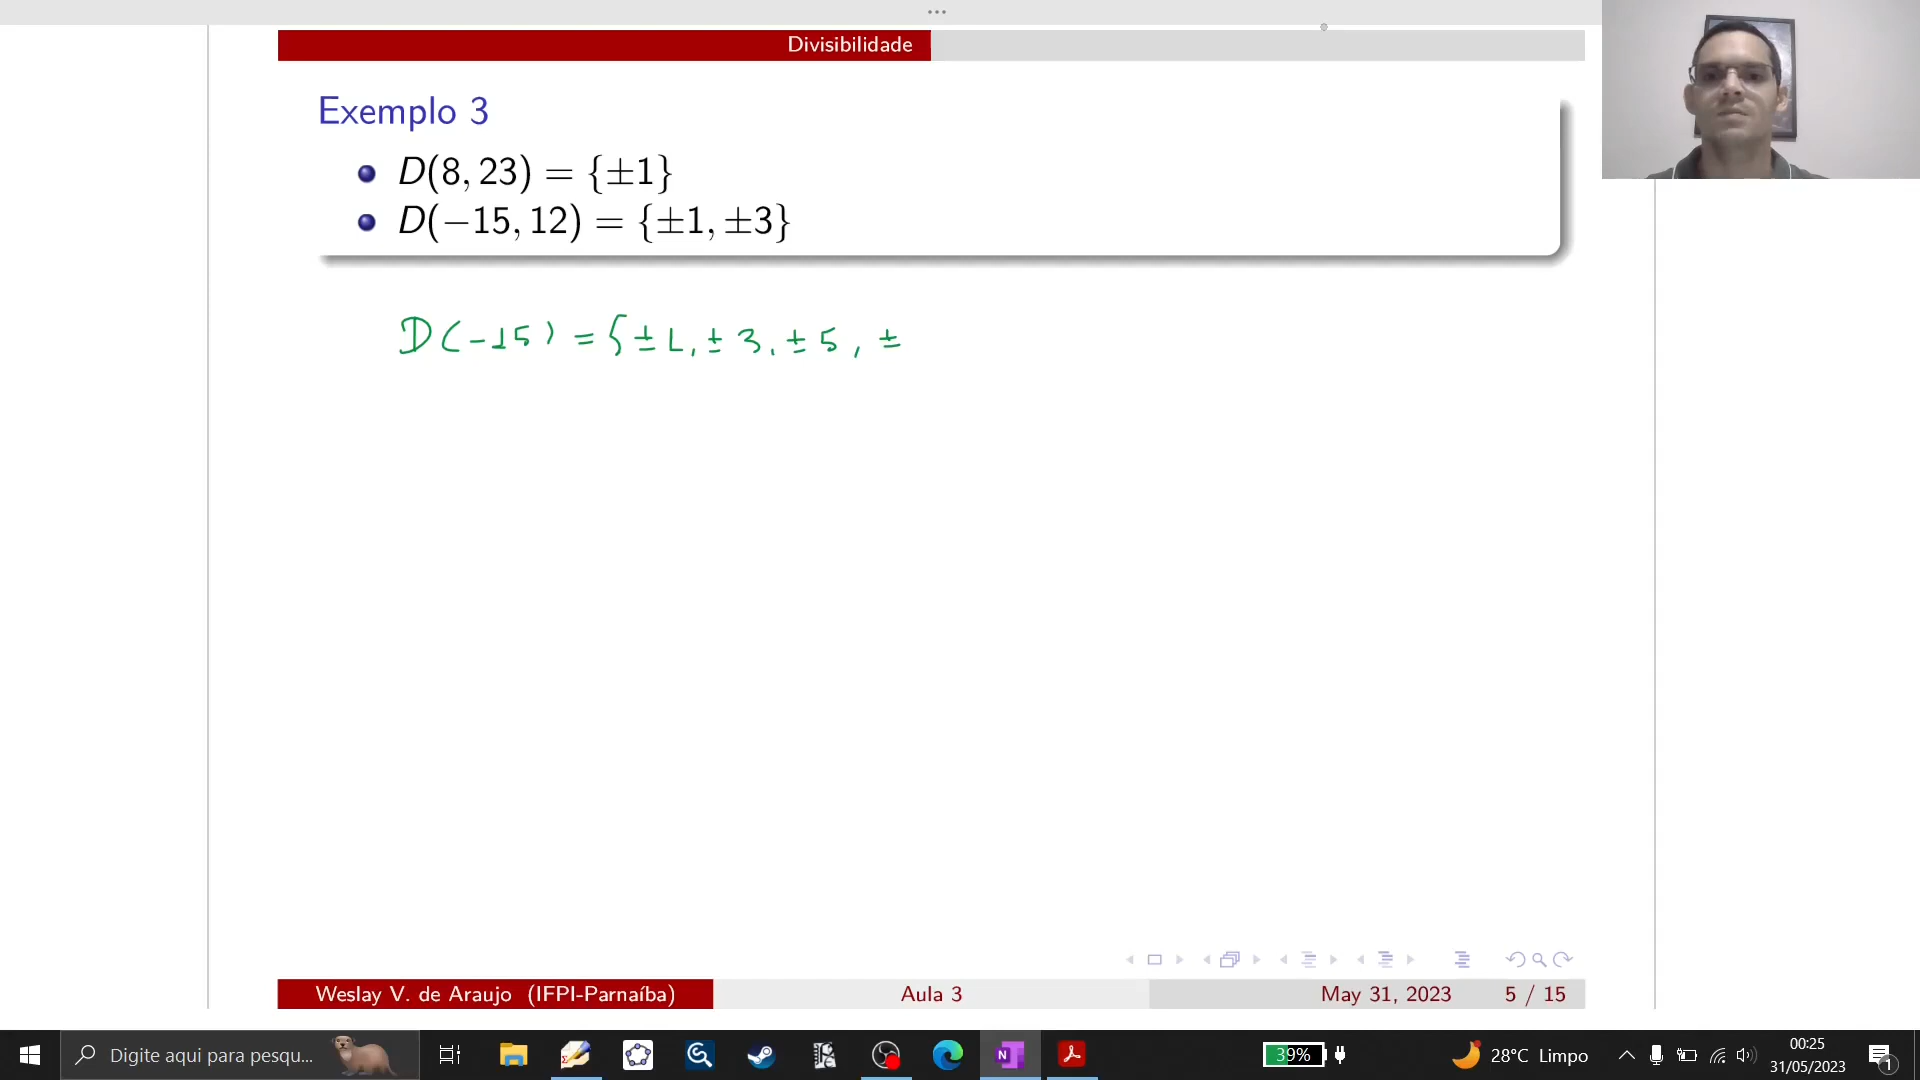 Divisibilidade
Exemplo 3
D(8, 23) = {±1}
D(−15, 12) = {±1, ±3}
D(-15) = {±1, ±3, ±5, ±
Weslay V. de Araujo (IFPI-Parnaíba)
Aula 3
May 31, 2023
5 / 15
Digite aqui para pesqu...
39%
28°C Limpo
00:25
31/05/2023
1